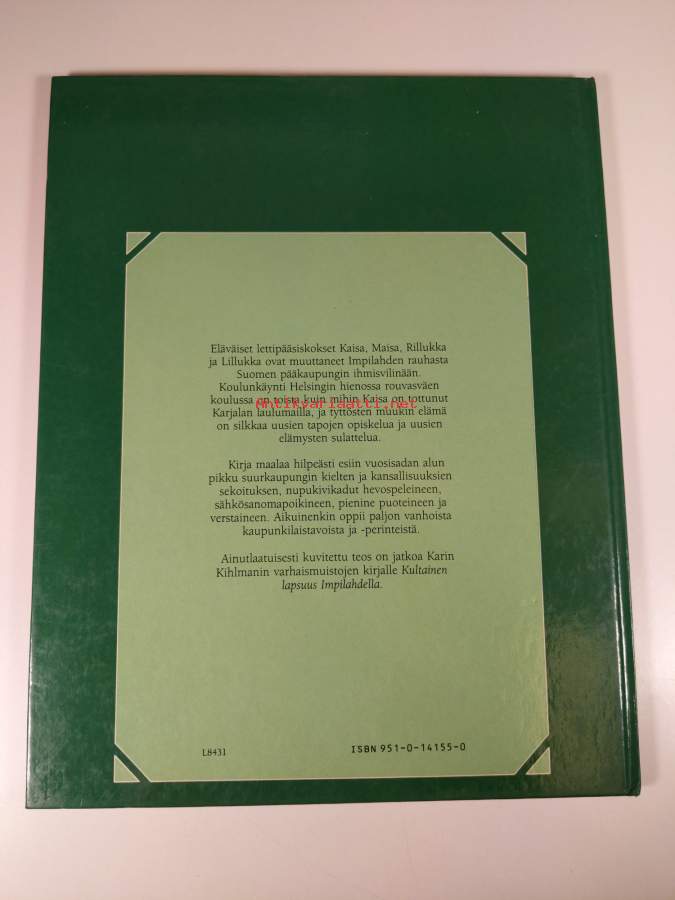 Eläväiset lettipääsiskokset Kaisa, Maisa, Rillukka
ja Lillukka ovat muuttaneet Impilahden rauhasta
Suomen pääkaupungin ihmisvilinään.
Koulunkäynti Helsingin hienossa rouvasväen
koulussa on toista kuin mihin Kaisa on tottunut
Antikvariaatti.net
Karjalan laulumailla, ja tyttösten muukin elämä
on silkkaa uusien tapojen opiskelua ja uusien
elämysten sulattelua.
Kirja maalaa hilpeästi esiin vuosisadan alun
pikku suurkaupungin kielten ja kansallisuuksien
sekoituksen, nupukivikadut hevospeleineen,
sähkösanomapoikineen, pienine puoteineen ja
verstaineen. Aikuinenkin oppii paljon vanhoista
kaupunkilaistavoista ja -perinteistä.
Ainutlaatuisesti kuvitettu teos on jatkoa Karin
Kihlmanin varhaismuistojen kirjalle Kultainen
lapsuus Impilahdella.
L8431
ISBN 951-0-14155-0